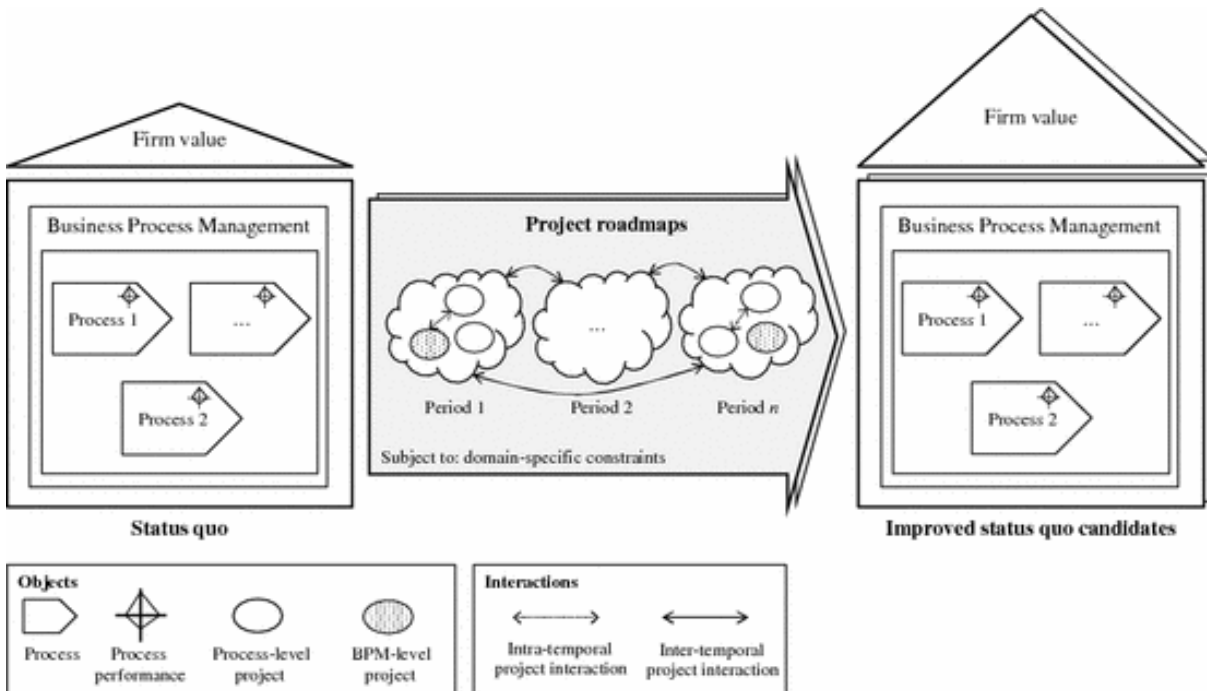 Firm value
Business Process Management
Process 1
...
Process 2
Status quo
Project roadmaps
...
Period 1
Period 2
Period n
Subject to: domain-specific constraints
Firm value
Business Process Management
Process 1
...
Process 2
Improved status quo candidates
Objects
Process
Process
performance
Process-level
project
BPM-level
project
Interactions
Intra-temporal
project interaction
Inter-temporal
project interaction